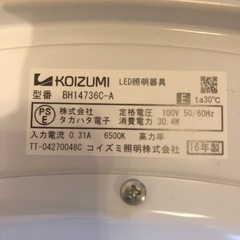 KOIZUMI LED照明器具
型番 BH14736C-A E ta30℃
PS E 株式会社 タカハタ電子 定格電圧 100V 50/60Hz
消費電力 30.4W
入力電流 0.31A 6500K 高力率
TT-04270048C コイズミ照明株式会社 16年製